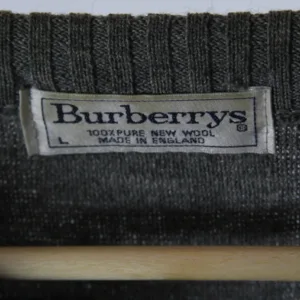 Burberrys®
100% PURE NEW WOOL
L MADE IN ENGLAND